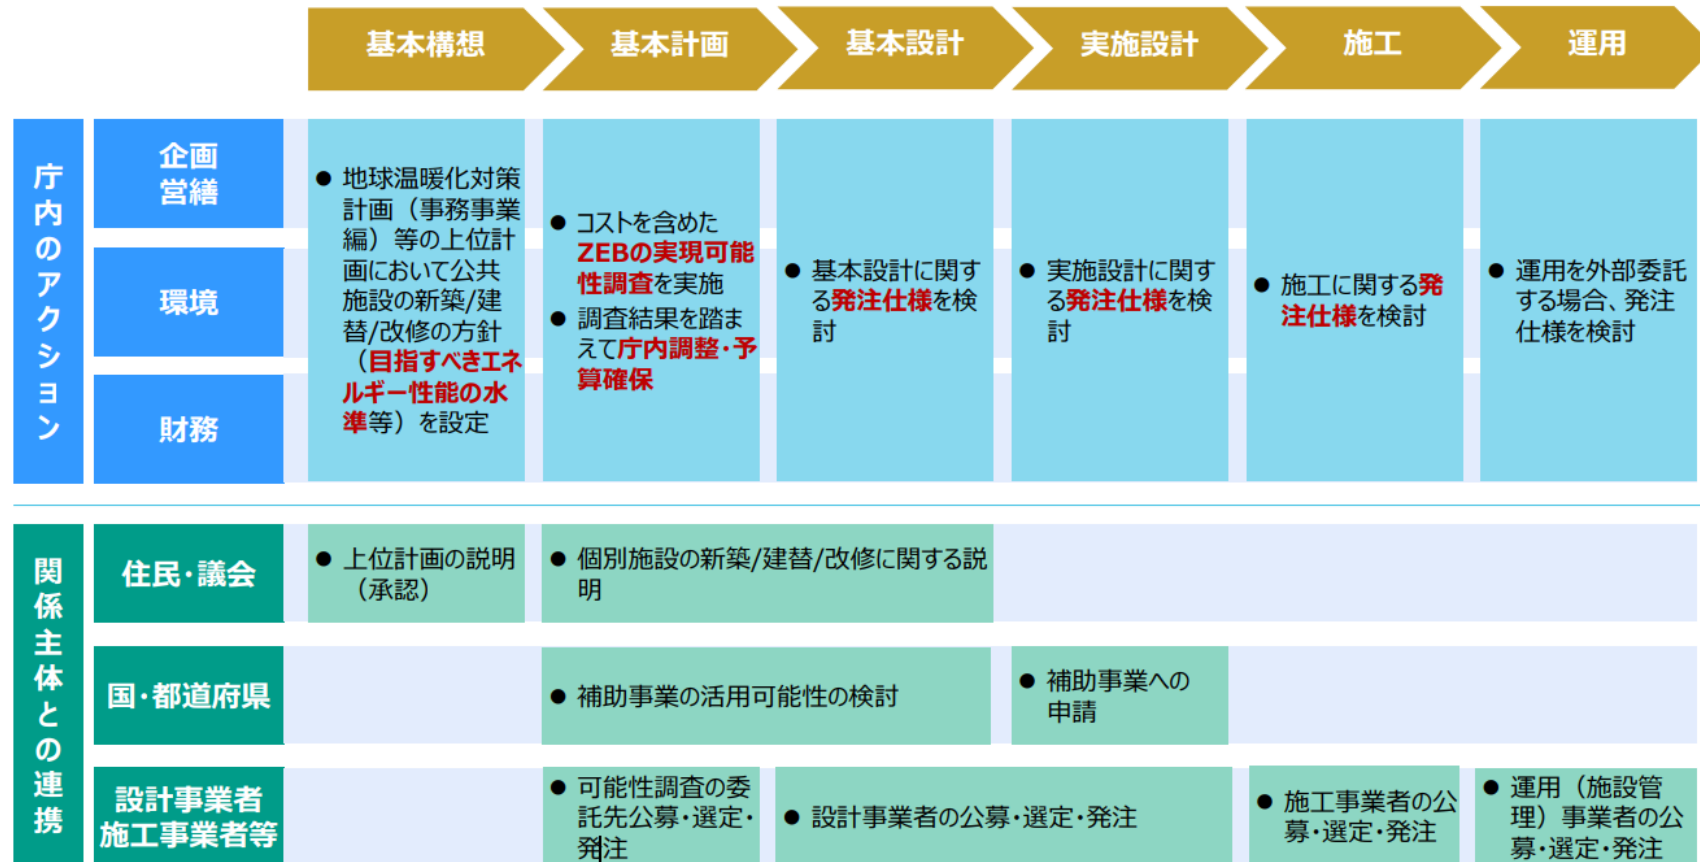 基本構想
基本計画
基本設計
実施設計
施工
運用
庁内のアクション
企画
営繕
環境
財務
● 地球温暖化対策
計画（事務事業
編）等の上位計
画において公共
施設の新築/建
替/改修の方針
（目指すべきエネ
ルギー性能の水
準等）を設定
● コストを含めた
ZEBの実現可能
性調査を実施
● 調査結果を踏ま
えて庁内調整・予
算確保
● 基本設計に関す
る発注仕様を検
討
● 実施設計に関す
る発注仕様を検
討
● 施工に関する発
注仕様を検討
● 運用を外部委託
する場合、発注
仕様を検討
関係主体との連携
住民・議会
● 上位計画の説明
（承認）
● 個別施設の新築/建替/改修に関する説
明
国・都道府県
● 補助事業の活用可能性の検討
● 補助事業への
申請
設計事業者
施工事業者等
● 可能性調査の委
託先公募・選定・
発注
● 設計事業者の公募・選定・発注
● 施工事業者の公
募・選定・発注
● 運用（施設管
理）事業者の公
募・選定・発注